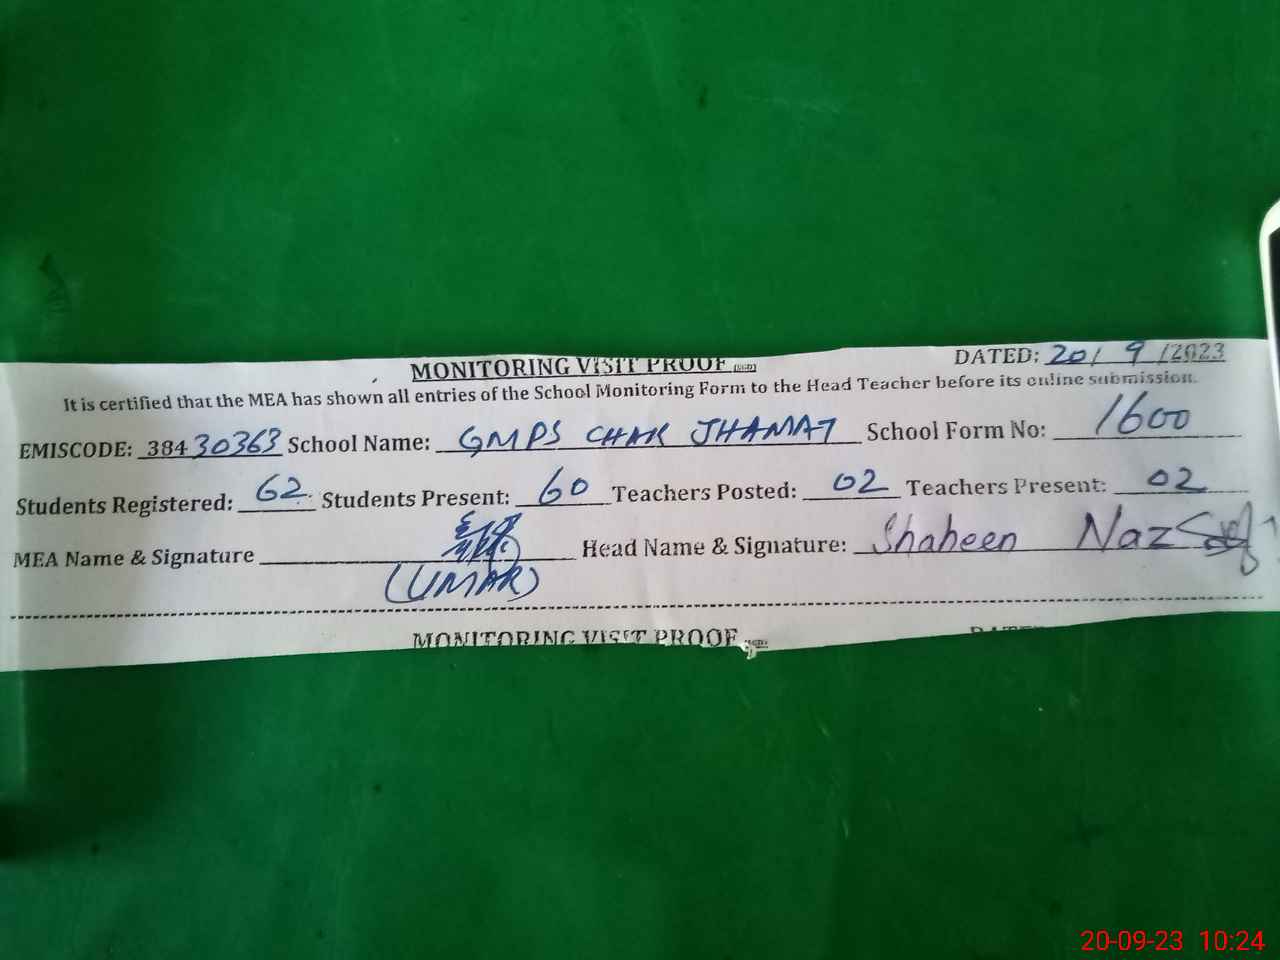 MONITORING VISIT PROOF (SGD)
DATED: 20/9/2023
It is certified that the MEA has shown all entries of the School Monitoring Form to the Head Teacher before its online submission.
EMISCODE: 38430363 School Name: GMPS CHAK JHAMAT School Form No: 1600
Students Registered: 62 Students Present: 60 Teachers Posted: 02 Teachers Present: 02
MEA Name & Signature Head Name & Signature: Shaheen Naz
(UMAR)
MONITORING VISIT PROOF
20-09-23 10:24